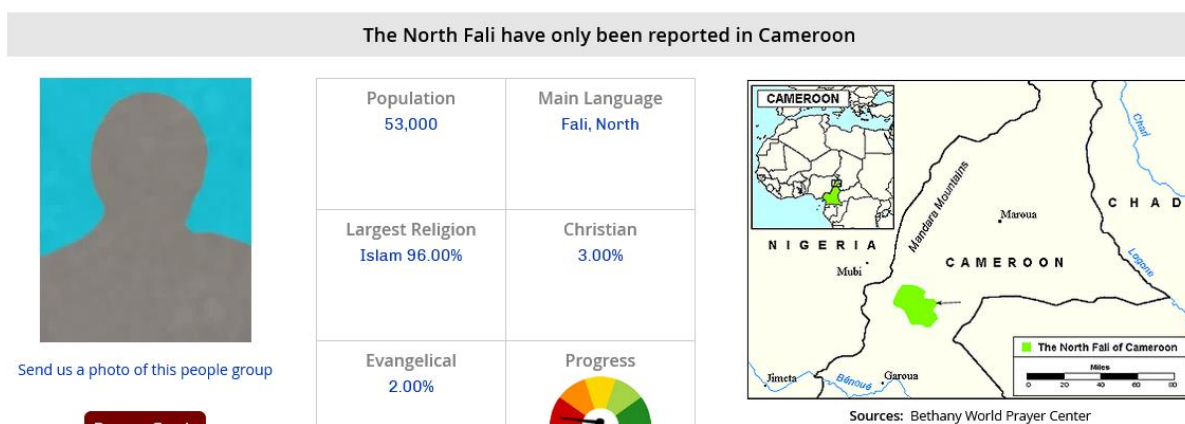 The North Fali have only been reported in Cameroon
Send us a photo of this people group
Population
53,000
Main Language
Fali, North
Largest Religion
Islam 96.00%
Christian
3.00%
Evangelical
2.00%
Progress
CAMEROON
Chari
Mandara Mountains
CHAD
Maroua
NIGERIA
Mubi
CAMEROON
Logone
The North Fali of Cameroon
Miles
0 20 40 60 80
Jimeta
Bénoué
Garoua
Sources: Bethany World Prayer Center